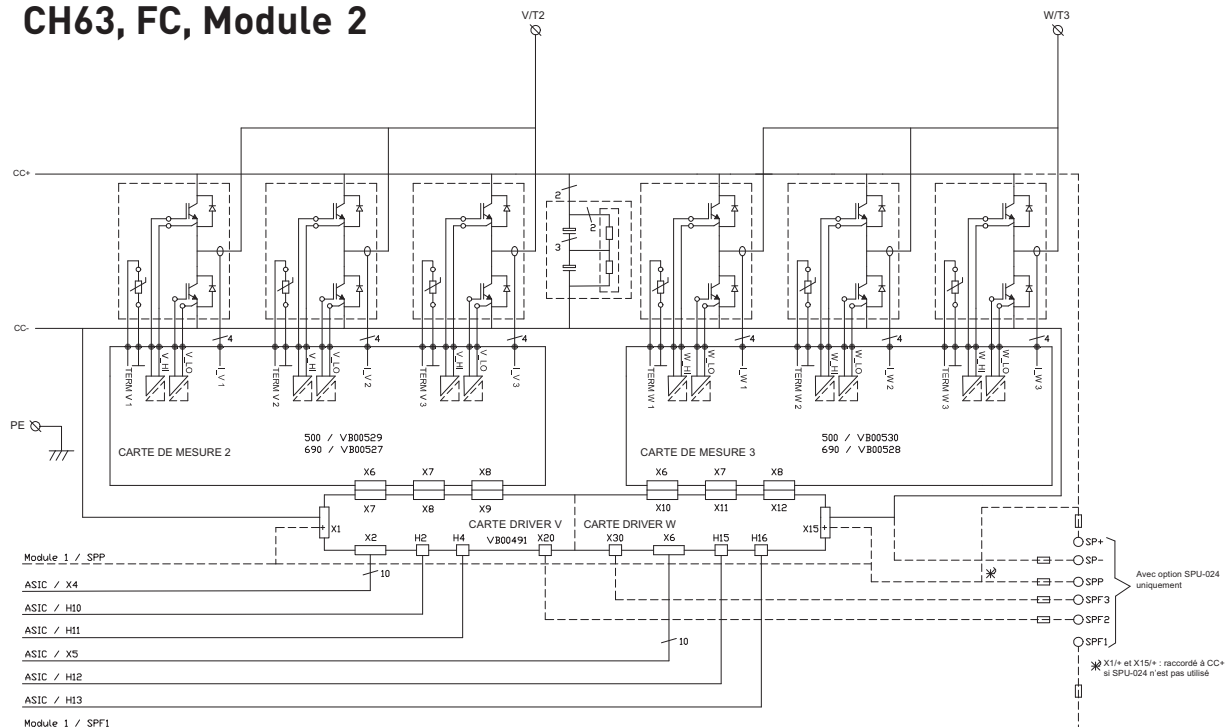 CH63, FC, Module 2
V/T2
W/T3
CC+
2
2
3
CC-
4
4
4
4
4
4
TERM V 1
V_HI
V_LO
I_V 1
TERM V 2
V_HI
V_LO
I_V 2
TERM V 3
V_HI
V_LO
I_V 3
TERM W 1
W_HI
W_LO
I_W 1
TERM W 2
W_HI
W_LO
I_W 2
TERM W 3
W_HI
W_LO
I_W 3
PE
CARTE DE MESURE 2
500 / VB00529
690 / VB00527
CARTE DE MESURE 3
500 / VB00530
690 / VB00528
X6
X7
X8
X6
X7
X8
X7
X8
X9
X10
X11
X12
X1
+
CARTE DRIVER V
CARTE DRIVER W
VB00491
X15
+
X2
H2
H4
X20
X30
X6
H15
H16
Module 1 / SPP
ASIC / X4
10
ASIC / H10
ASIC / H11
ASIC / X5
10
ASIC / H12
ASIC / H13
Module 1 / SPF1
SP+
SP-
SPP
SPF3
SPF2
SPF1
Avec option SPU-024
uniquement
X1/+ et X15/+ : raccordé à CC+
si SPU-024 n'est pas utilisé